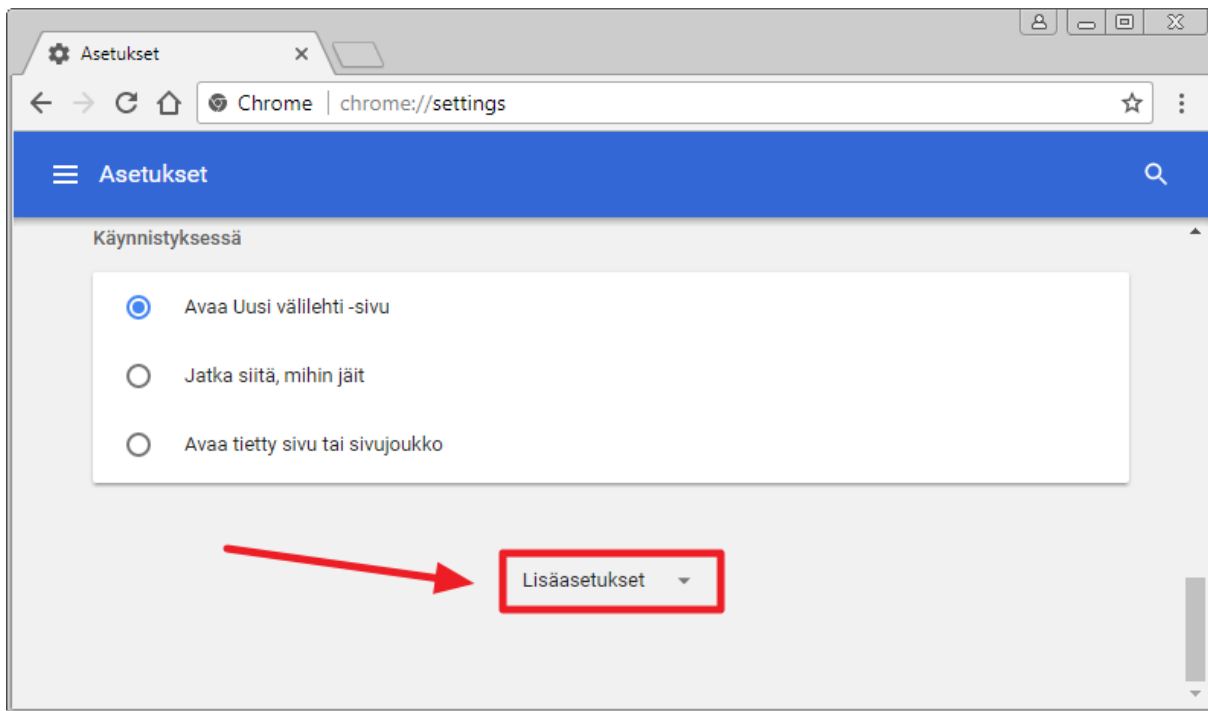 Asetukset
Chrome | chrome://settings
Asetukset
Käynnistyksessä
Avaa Uusi välilehti -sivu
Jatka siitä, mihin jäit
Avaa tietty sivu tai sivujoukko
Lisäasetukset